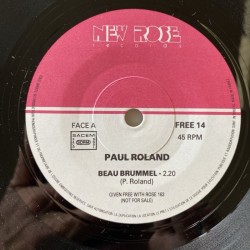 NEW ROSE
records
FACE A
FREE 14
45 RPM
SACEM
PAUL ROLAND
BEAU BRUMMEL - 2.20
(P. Roland)
GIVEN FREE WITH ROSE 163
(NOT FOR SALE)